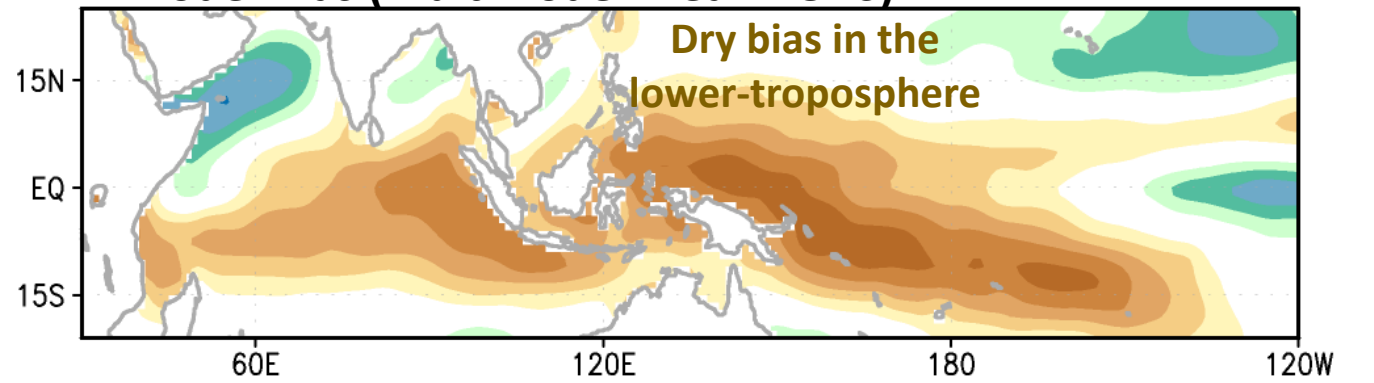 Dry bias in the
lower-troposphere
15N
EQ
15S
60E
120E
180
120W